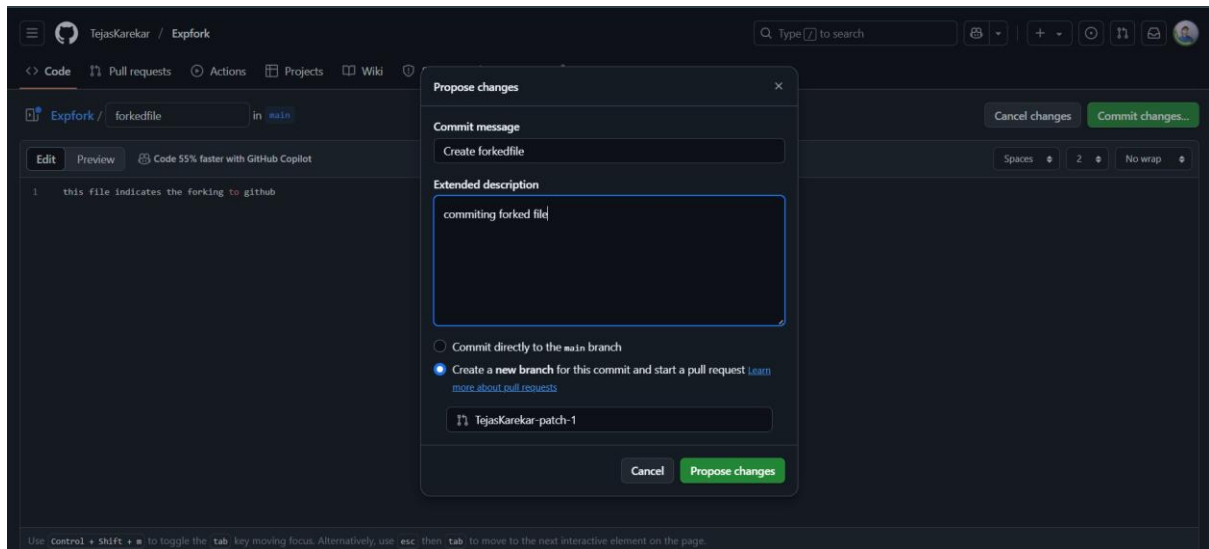 TejasKarekar / Expfork
Type / to search
Code Pull requests Actions Projects Wiki
Propose changes
Expfork / forkedfile in main
Cancel changes Commit changes...
Commit message
Create forkedfile
Edit Preview Code 55% faster with GitHub Copilot
Spaces 2 No wrap
Extended description
1 this file indicates the forking to github
commiting forked file
Commit directly to the main branch
Create a new branch for this commit and start a pull request Learn
more about pull requests
TejasKarekar-patch-1
Cancel Propose changes
Use Control + Shift + m to toggle the tab key moving focus. Alternatively, use esc then tab to move to the next interactive element on the page.